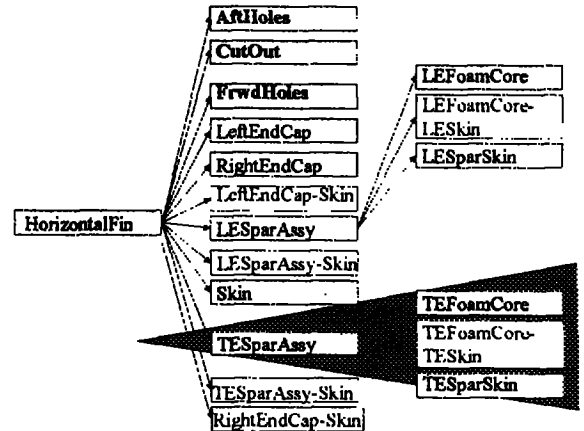 AftHoles
CutOut
FrwdHoles
LeftEndCap
RightEndCap
LeftEndCap-Skin
HorizontalFin
LESparAssy
LESparAssy-Skin
Skin
TESparAssy
TESparAssy-Skin
RightEndCap-Skin
LEFoamCore
LEFoamCore-
LESkin
LESparSkin
TEFoamCore
TEFoamCore-
TESkin
TESparSkin